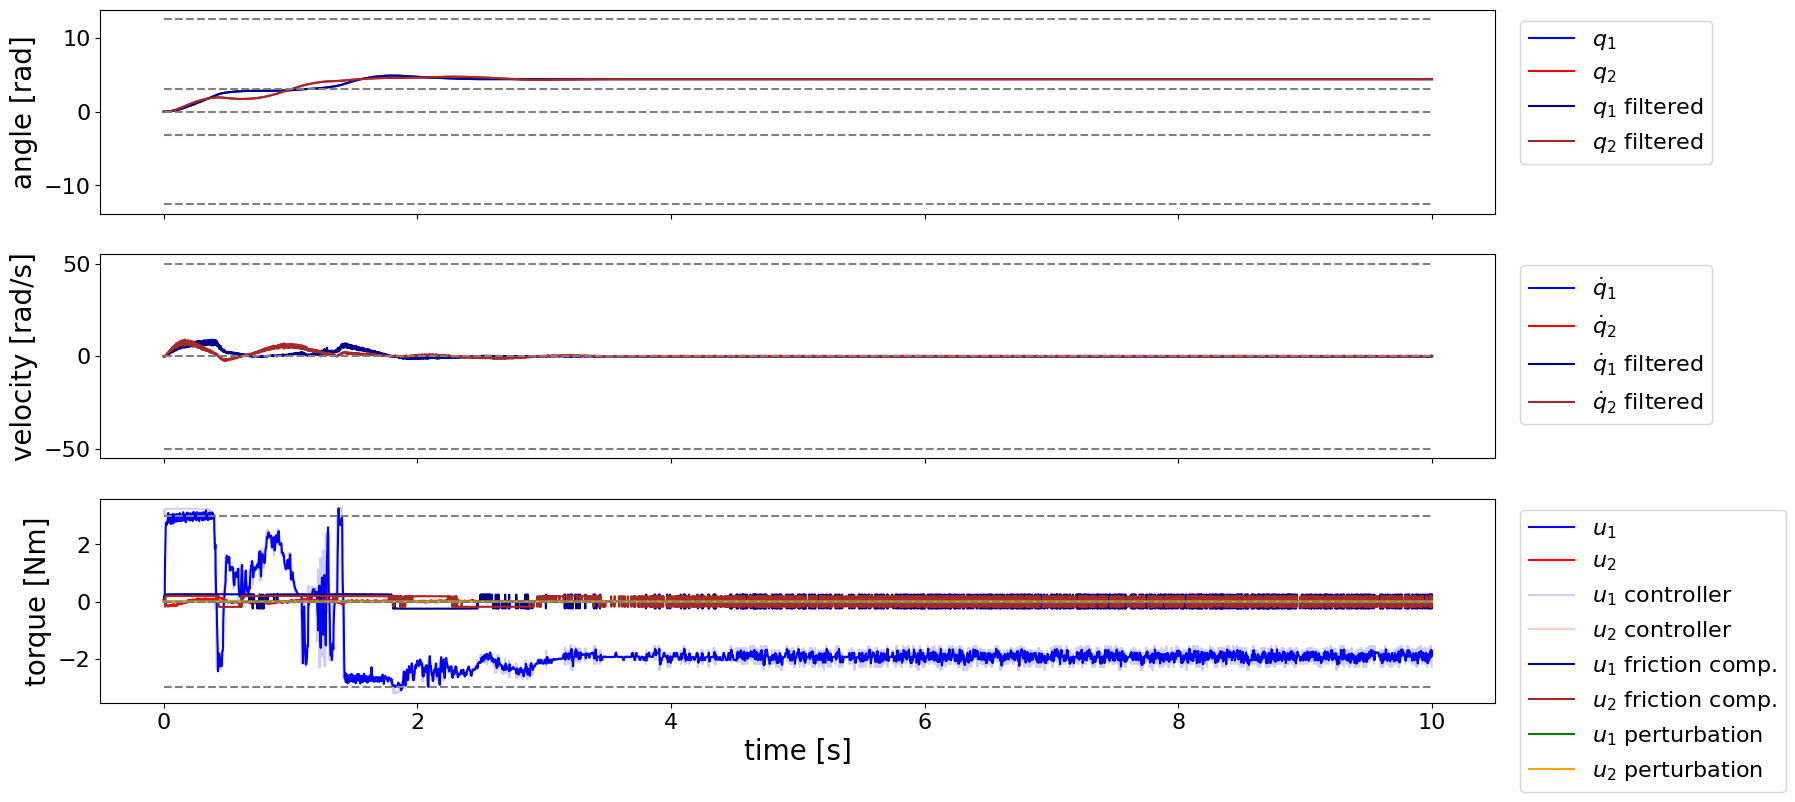 angle [rad]
10
0
−10
q₁
q₂
q₁ filtered
q₂ filtered
velocity [rad/s]
50
0
−50
q̇₁
q̇₂
q̇₁ filtered
q̇₂ filtered
torque [Nm]
2
0
−2
0
2
4
6
8
10
time [s]
u₁
u₂
u₁ controller
u₂ controller
u₁ friction comp.
u₂ friction comp.
u₁ perturbation
u₂ perturbation